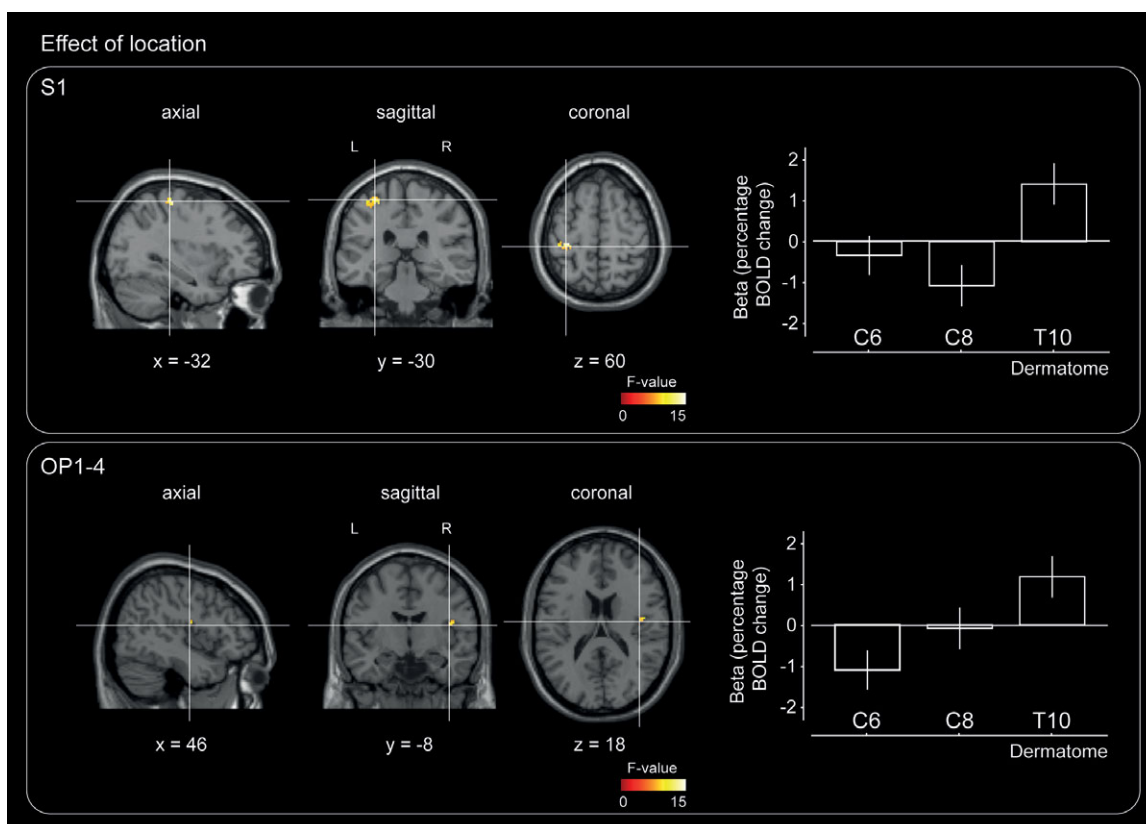 Effect of location
S1
axial
sagittal
coronal
L
R
x = -32
y = -30
z = 60
F-value
0
15
Beta (percentage
BOLD change)
2
1
0
-1
-2
C6
C8
T10
Dermatome
OP1-4
axial
sagittal
coronal
L
R
x = 46
y = -8
z = 18
F-value
0
15
Beta (percentage
BOLD change)
2
1
0
-1
-2
C6
C8
T10
Dermatome